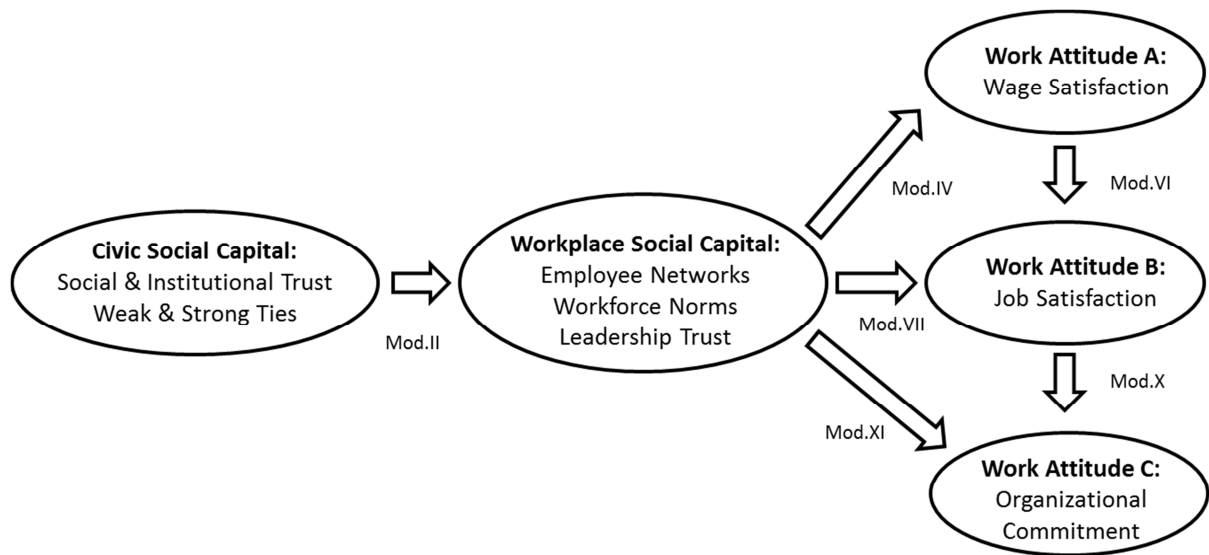 Civic Social Capital:
Social & Institutional Trust
Weak & Strong Ties
Mod.II
Workplace Social Capital:
Employee Networks
Workforce Norms
Leadership Trust
Mod.IV
Mod.VII
Mod.XI
Work Attitude A:
Wage Satisfaction
Mod.VI
Work Attitude B:
Job Satisfaction
Mod.X
Work Attitude C:
Organizational
Commitment